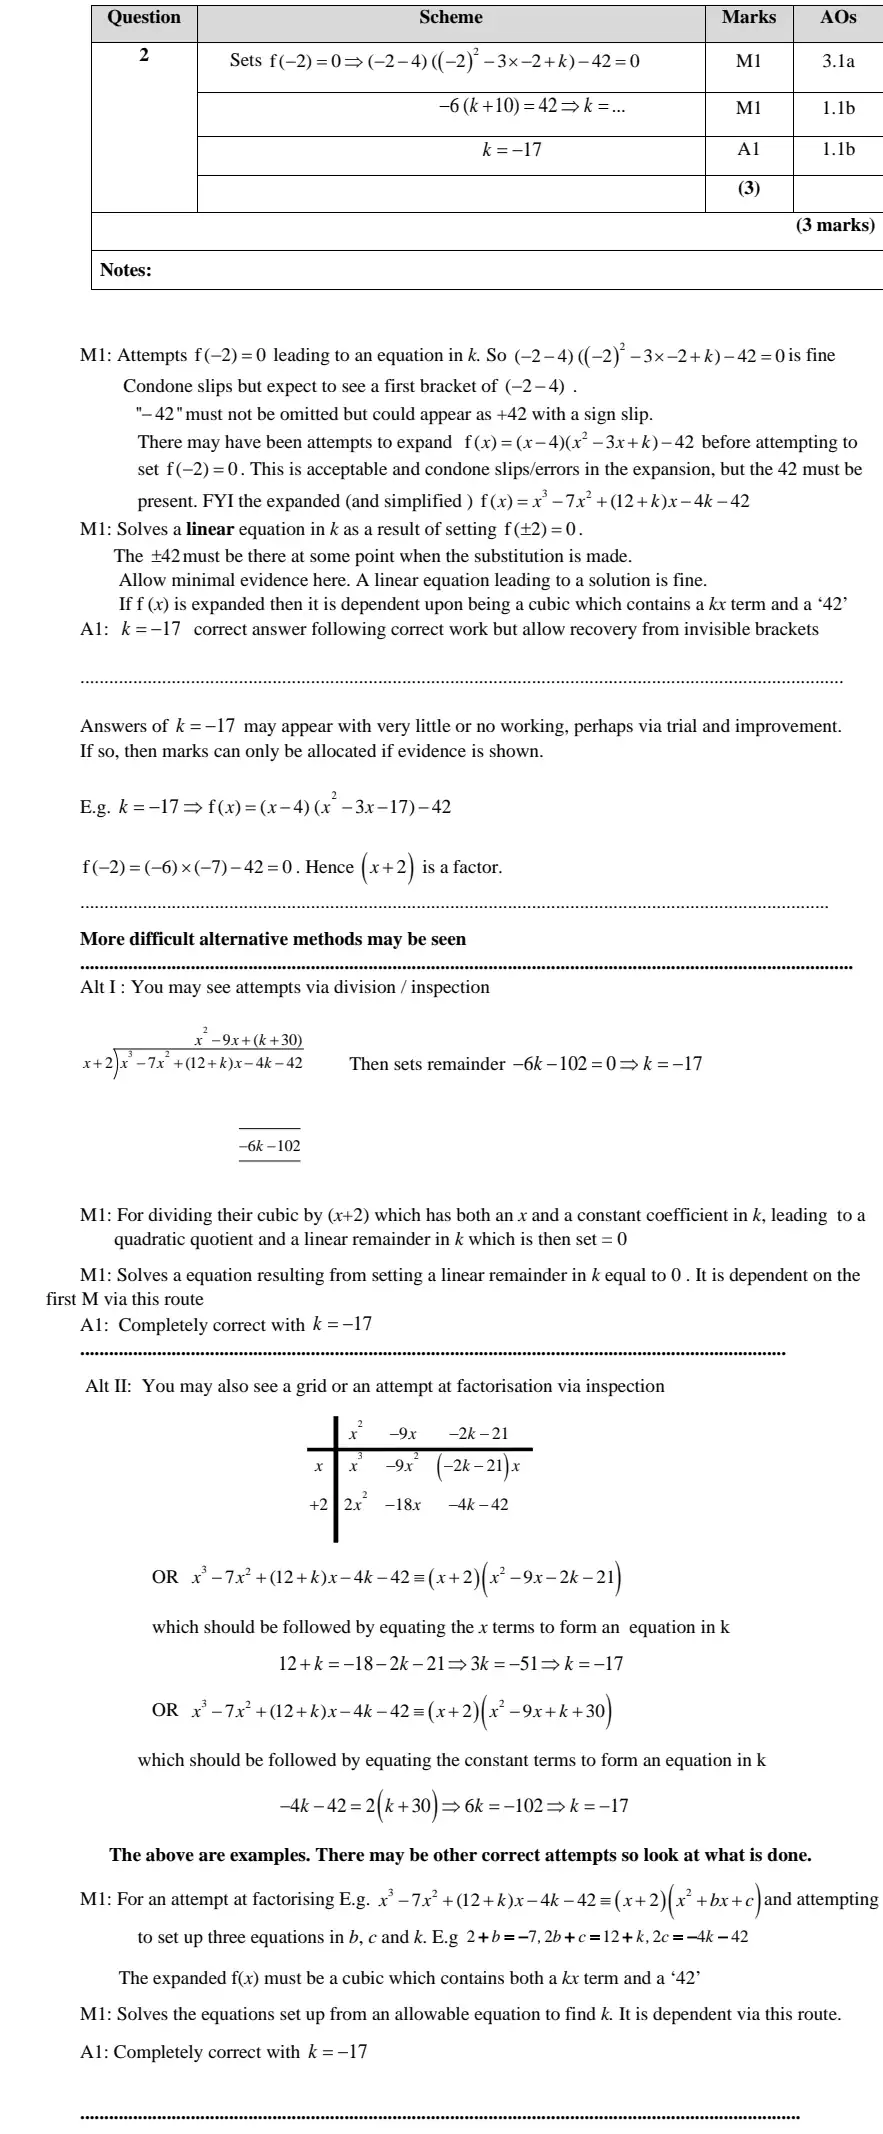 Question Scheme Marks AOs
2 Sets f(−2) = 0 ⇒ (−2−4)((−2)² −3×−2+k)−42 = 0 M1 3.1a
−6(k+10) = 42 ⇒ k = ... M1 1.1b
k = −17 A1 1.1b
(3)
(3 marks)
Notes:
M1: Attempts f(−2) = 0 leading to an equation in k. So (−2−4)((−2)² −3×−2+k)−42 = 0 is fine
Condone slips but expect to see a first bracket of (−2−4) .
"−42" must not be omitted but could appear as +42 with a sign slip.
There may have been attempts to expand f(x) = (x−4)(x² −3x+k)−42 before attempting to
set f(−2) = 0. This is acceptable and condone slips/errors in the expansion, but the 42 must be
present. FYI the expanded (and simplified ) f(x) = x³ −7x² +(12+k)x−4k−42
M1: Solves a linear equation in k as a result of setting f(±2) = 0.
The ±42 must be there at some point when the substitution is made.
Allow minimal evidence here. A linear equation leading to a solution is fine.
If f (x) is expanded then it is dependent upon being a cubic which contains a kx term and a ‘42’
A1: k = −17 correct answer following correct work but allow recovery from invisible brackets
Answers of k = −17 may appear with very little or no working, perhaps via trial and improvement.
If so, then marks can only be allocated if evidence is shown.
E.g. k = −17 ⇒ f(x) = (x−4)(x² −3x−17)−42
f(−2) = (−6)×(−7)−42 = 0. Hence (x+2) is a factor.
More difficult alternative methods may be seen
Alt I : You may see attempts via division / inspection
x² −9x+(k+30)
x+2)x³ −7x² +(12+k)x−4k−42 Then sets remainder −6k−102 = 0 ⇒ k = −17
−6k−102
M1: For dividing their cubic by (x+2) which has both an x and a constant coefficient in k, leading to a
quadratic quotient and a linear remainder in k which is then set = 0
M1: Solves a equation resulting from setting a linear remainder in k equal to 0 . It is dependent on the
first M via this route
A1: Completely correct with k = −17
Alt II: You may also see a grid or an attempt at factorisation via inspection
x² −9x −2k−21
x x³ −9x² (−2k−21)x
+2 2x² −18x −4k−42
OR x³ −7x² +(12+k)x−4k−42 ≡ (x+2)(x² −9x−2k−21)
which should be followed by equating the x terms to form an equation in k
12+k = −18−2k−21 ⇒ 3k = −51 ⇒ k = −17
OR x³ −7x² +(12+k)x−4k−42 ≡ (x+2)(x² −9x+k+30)
which should be followed by equating the constant terms to form an equation in k
−4k−42 = 2(k+30) ⇒ 6k = −102 ⇒ k = −17
The above are examples. There may be other correct attempts so look at what is done.
M1: For an attempt at factorising E.g. x³ −7x² +(12+k)x−4k−42 ≡ (x+2)(x² +bx+c) and attempting
to set up three equations in b, c and k. E.g 2+b = −7, 2b+c = 12+k, 2c = −4k−42
The expanded f(x) must be a cubic which contains both a kx term and a ‘42’
M1: Solves the equations set up from an allowable equation to find k. It is dependent via this route.
A1: Completely correct with k = −17